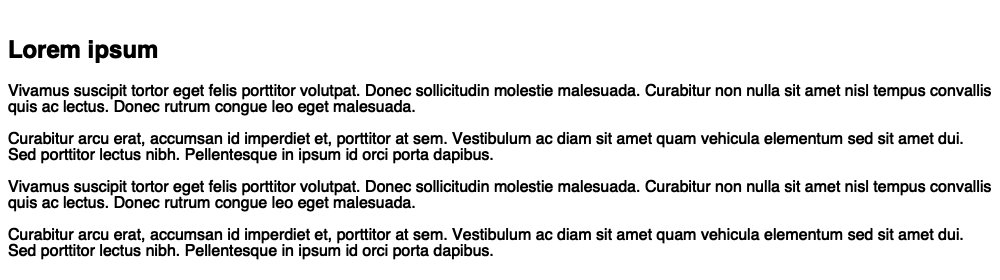 Lorem ipsum
Vivamus suscipit tortor eget felis porttitor volutpat. Donec sollicitudin molestie malesuada. Curabitur non nulla sit amet nisl tempus convallis
quis ac lectus. Donec rutrum congue leo eget malesuada.
Curabitur arcu erat, accumsan id imperdiet et, porttitor at sem. Vestibulum ac diam sit amet quam vehicula elementum sed sit amet dui.
Sed porttitor lectus nibh. Pellentesque in ipsum id orci porta dapibus.
Vivamus suscipit tortor eget felis porttitor volutpat. Donec sollicitudin molestie malesuada. Curabitur non nulla sit amet nisl tempus convallis
quis ac lectus. Donec rutrum congue leo eget malesuada.
Curabitur arcu erat, accumsan id imperdiet et, porttitor at sem. Vestibulum ac diam sit amet quam vehicula elementum sed sit amet dui.
Sed porttitor lectus nibh. Pellentesque in ipsum id orci porta dapibus.